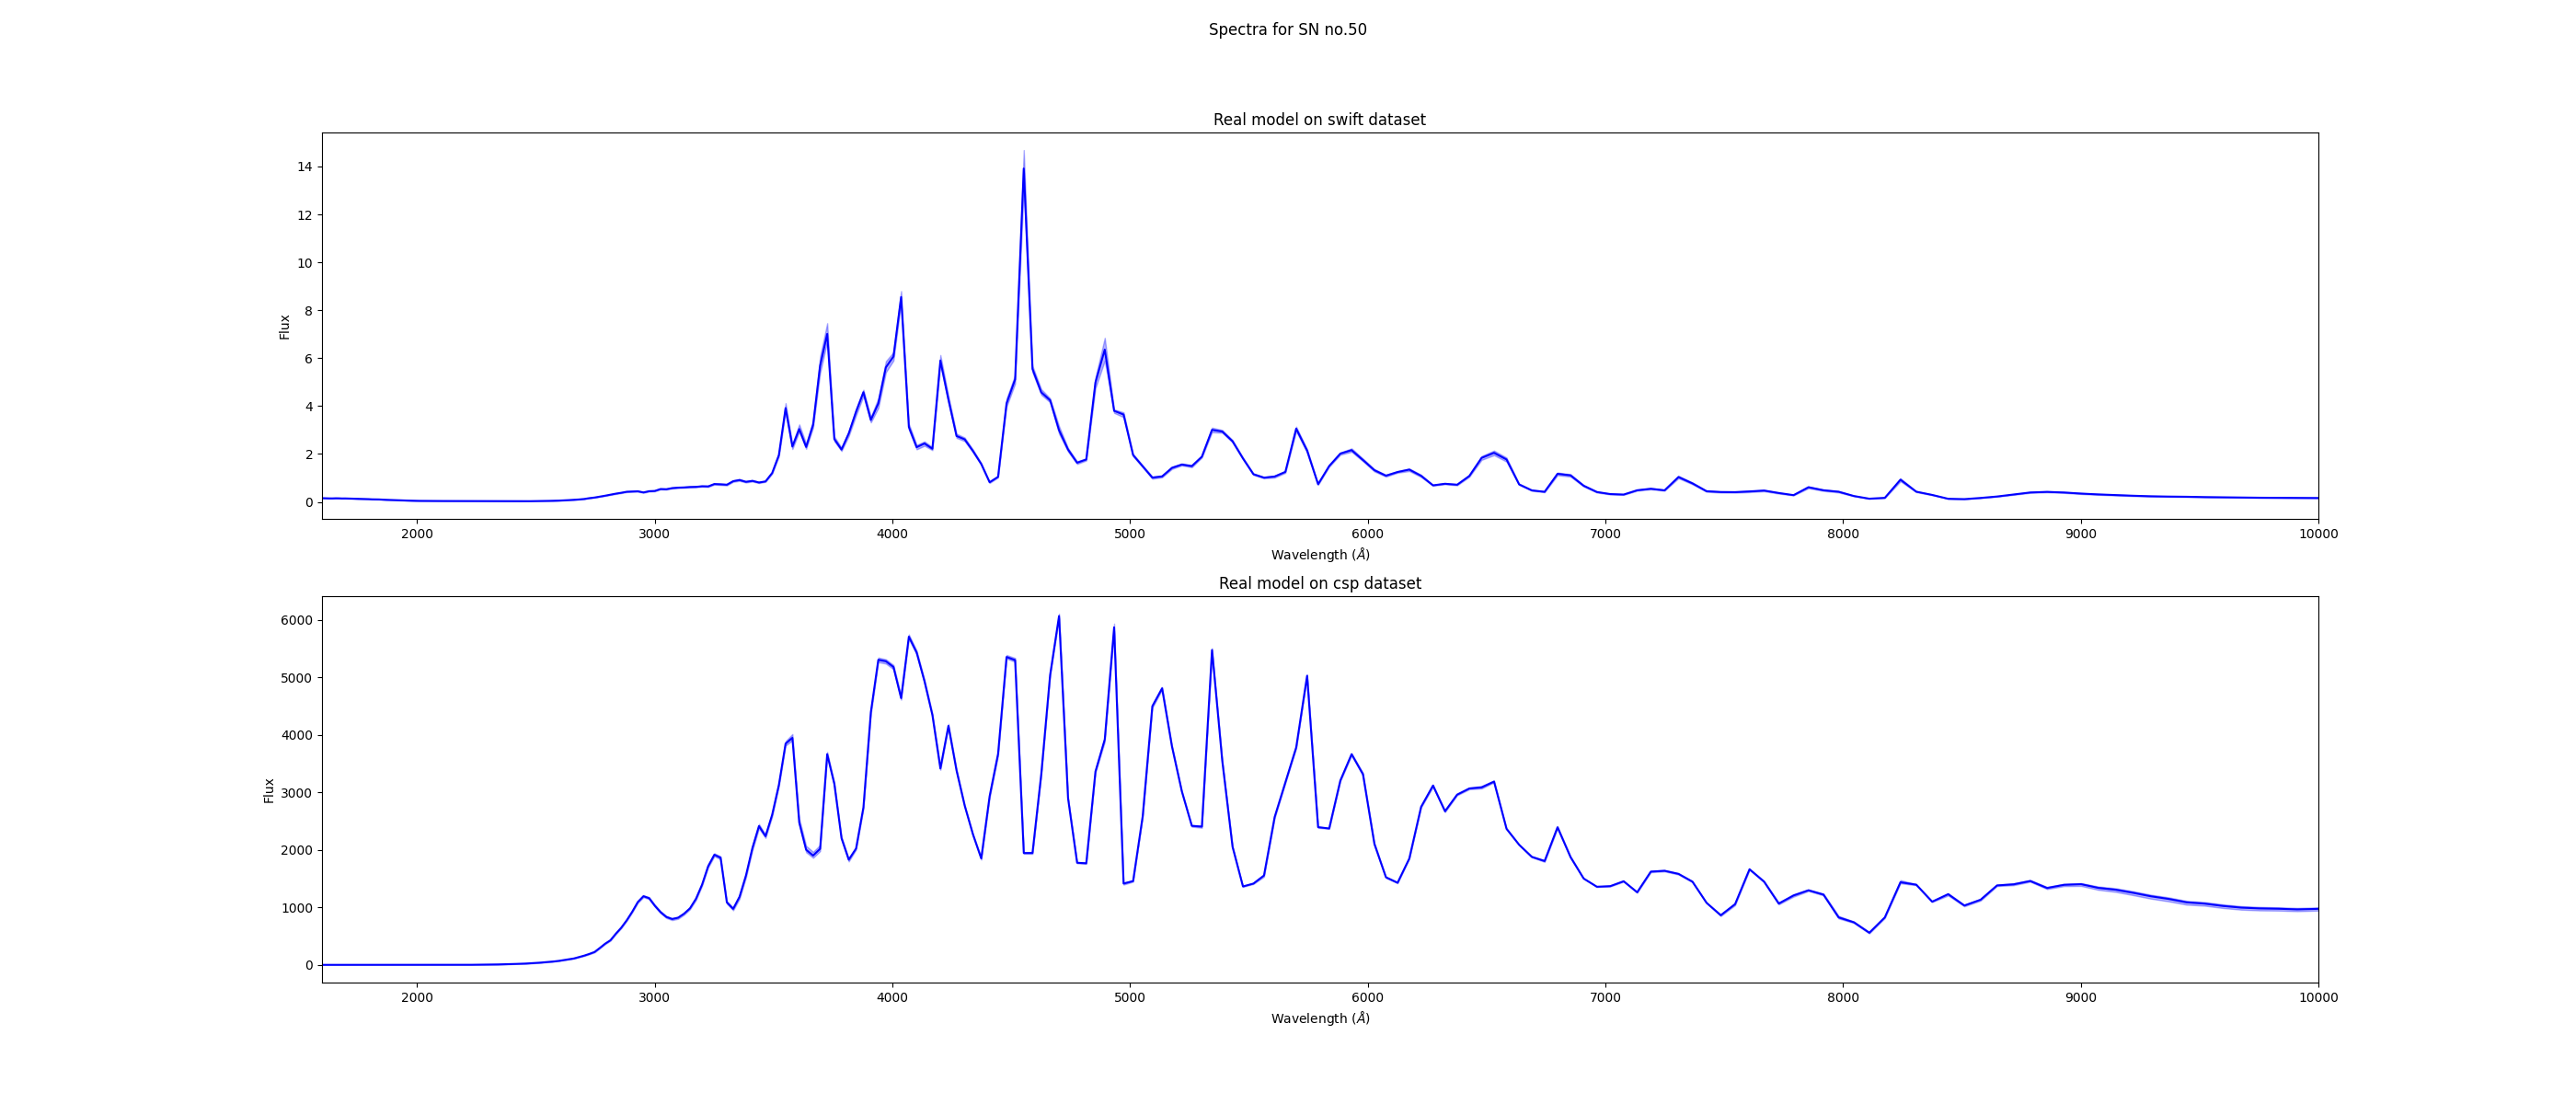 Spectra for SN no.50
Real model on swift dataset
14
12
10
8
6
4
2
0
Flux
2000 3000 4000 5000 6000 7000 8000 9000 10000
Wavelength (Å)
Real model on csp dataset
6000
5000
4000
3000
2000
1000
0
Flux
2000 3000 4000 5000 6000 7000 8000 9000 10000
Wavelength (Å)